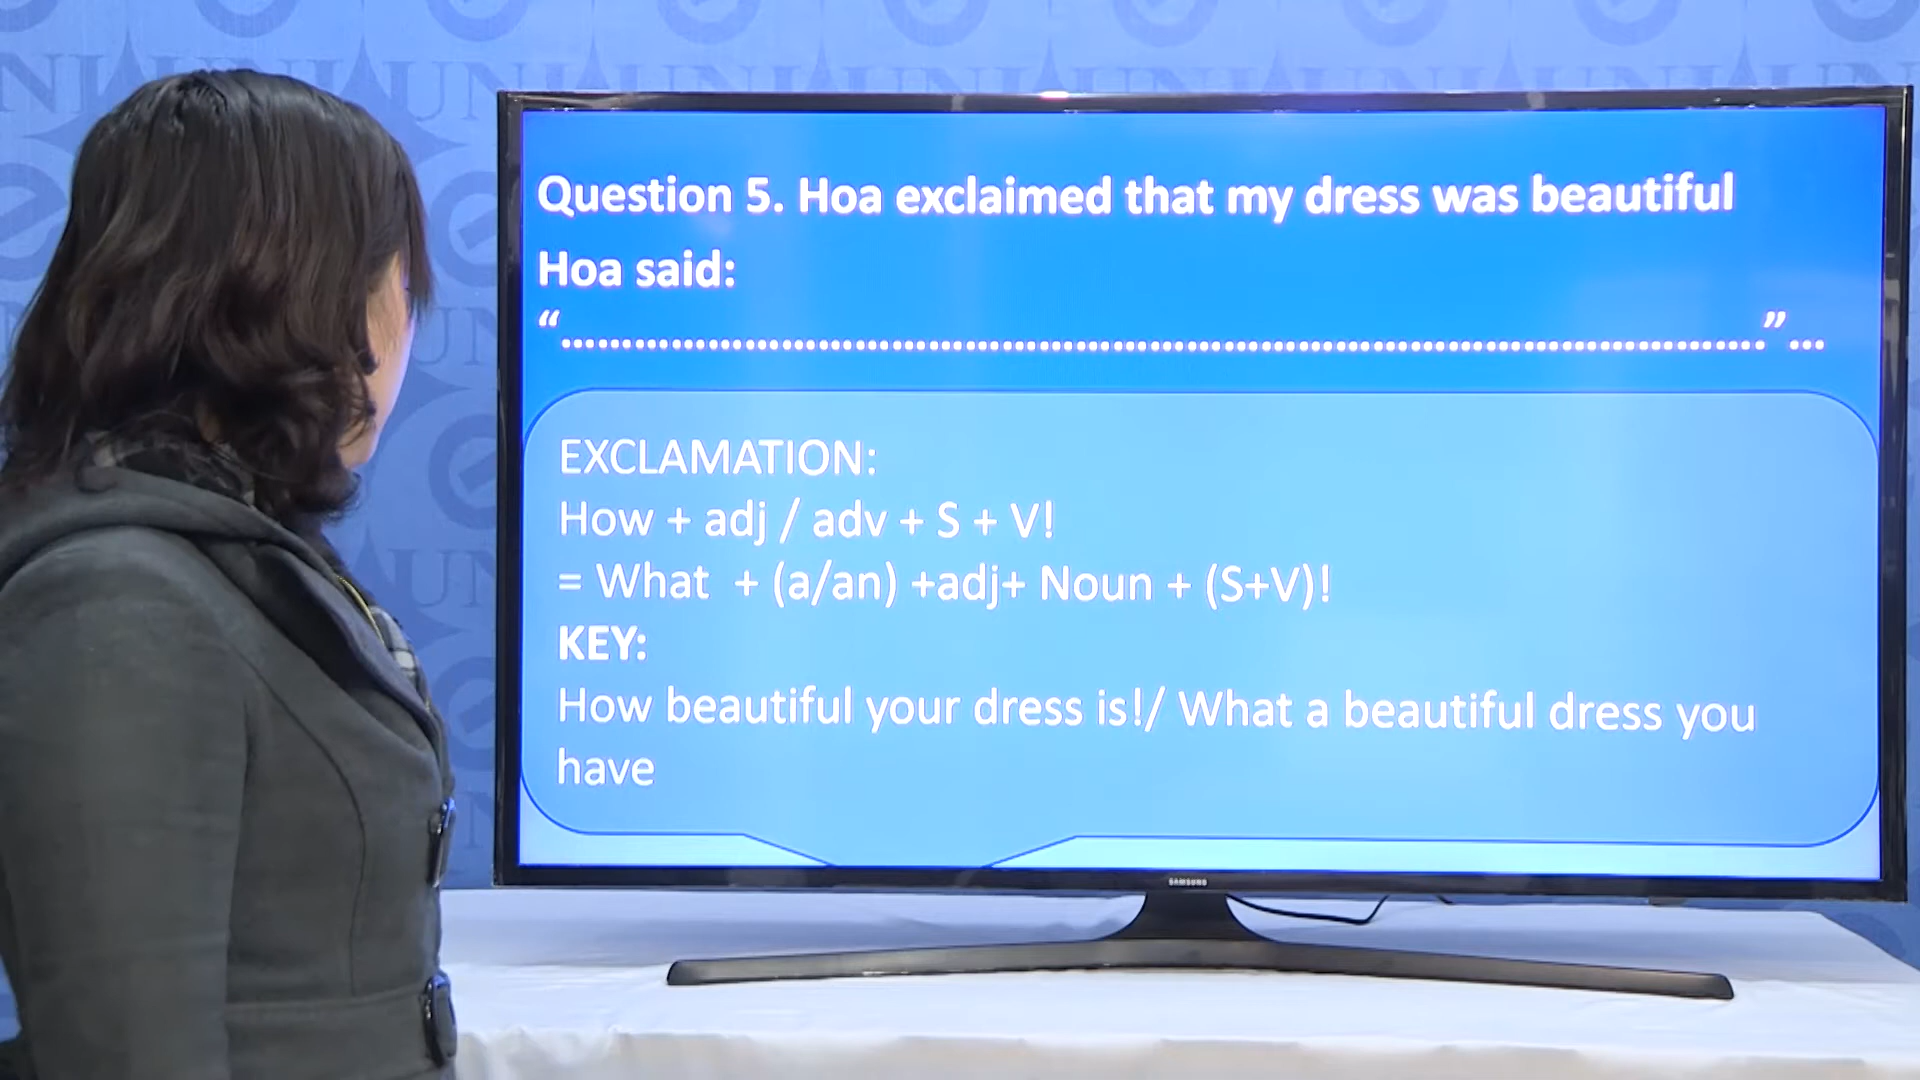 Question 5. Hoa exclaimed that my dress was beautiful
Hoa said:
“..........................................................................................................”...
EXCLAMATION:
How + adj / adv + S + V!
= What + (a/an) +adj+ Noun + (S+V)!
KEY:
How beautiful your dress is!/ What a beautiful dress you
have
SAMSUNG